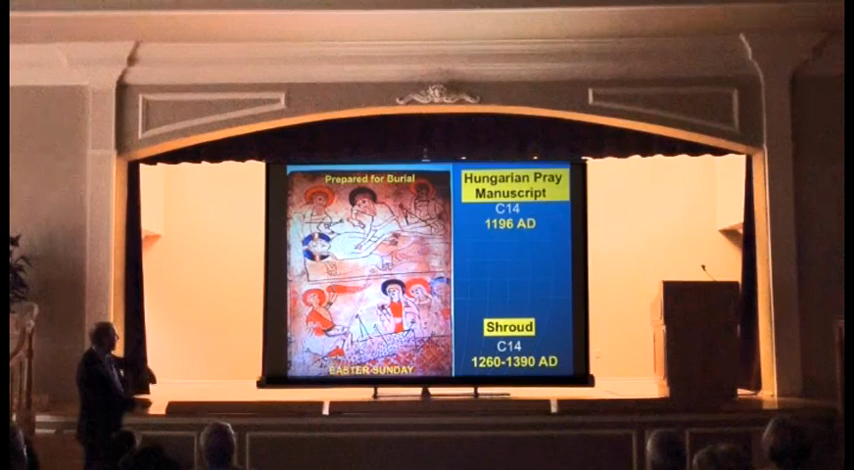 Prepared for Burial
EASTER SUNDAY
Hungarian Pray
Manuscript
C14
1196 AD
Shroud
C14
1260-1390 AD